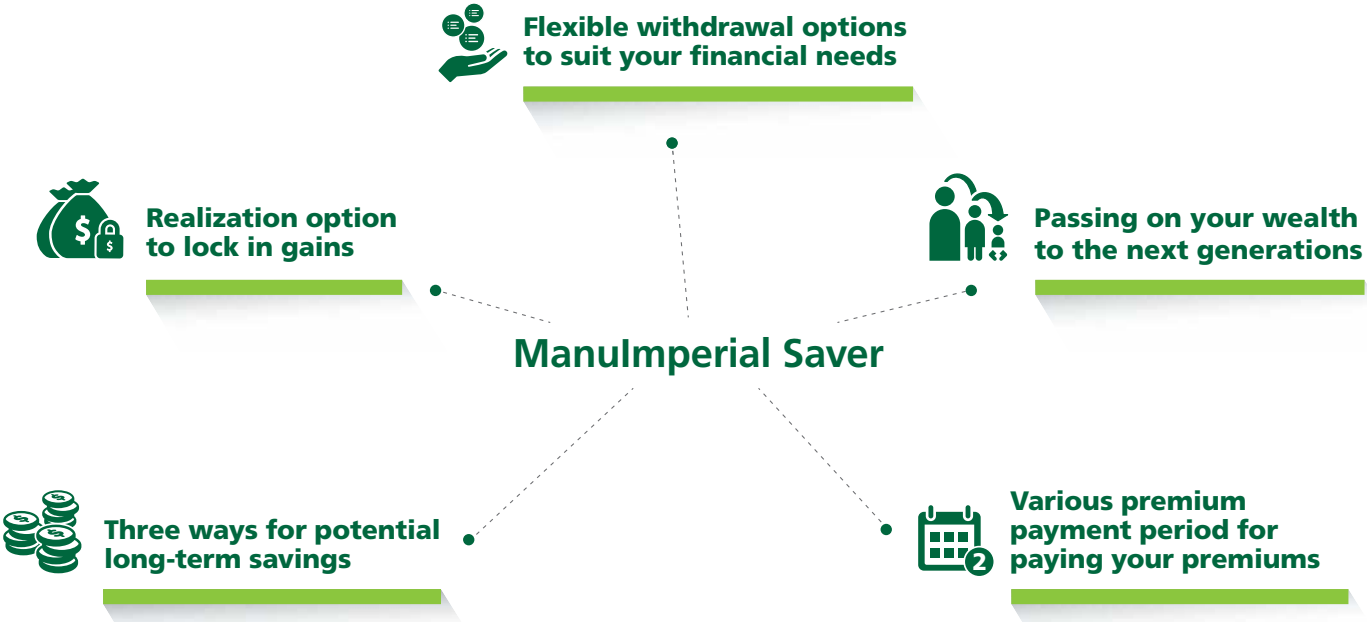 Flexible withdrawal options
to suit your financial needs
Realization option
to lock in gains
$
$
Passing on your wealth
to the next generations
ManuImperial Saver
Three ways for potential
long-term savings
Various premium
payment period for
paying your premiums
2